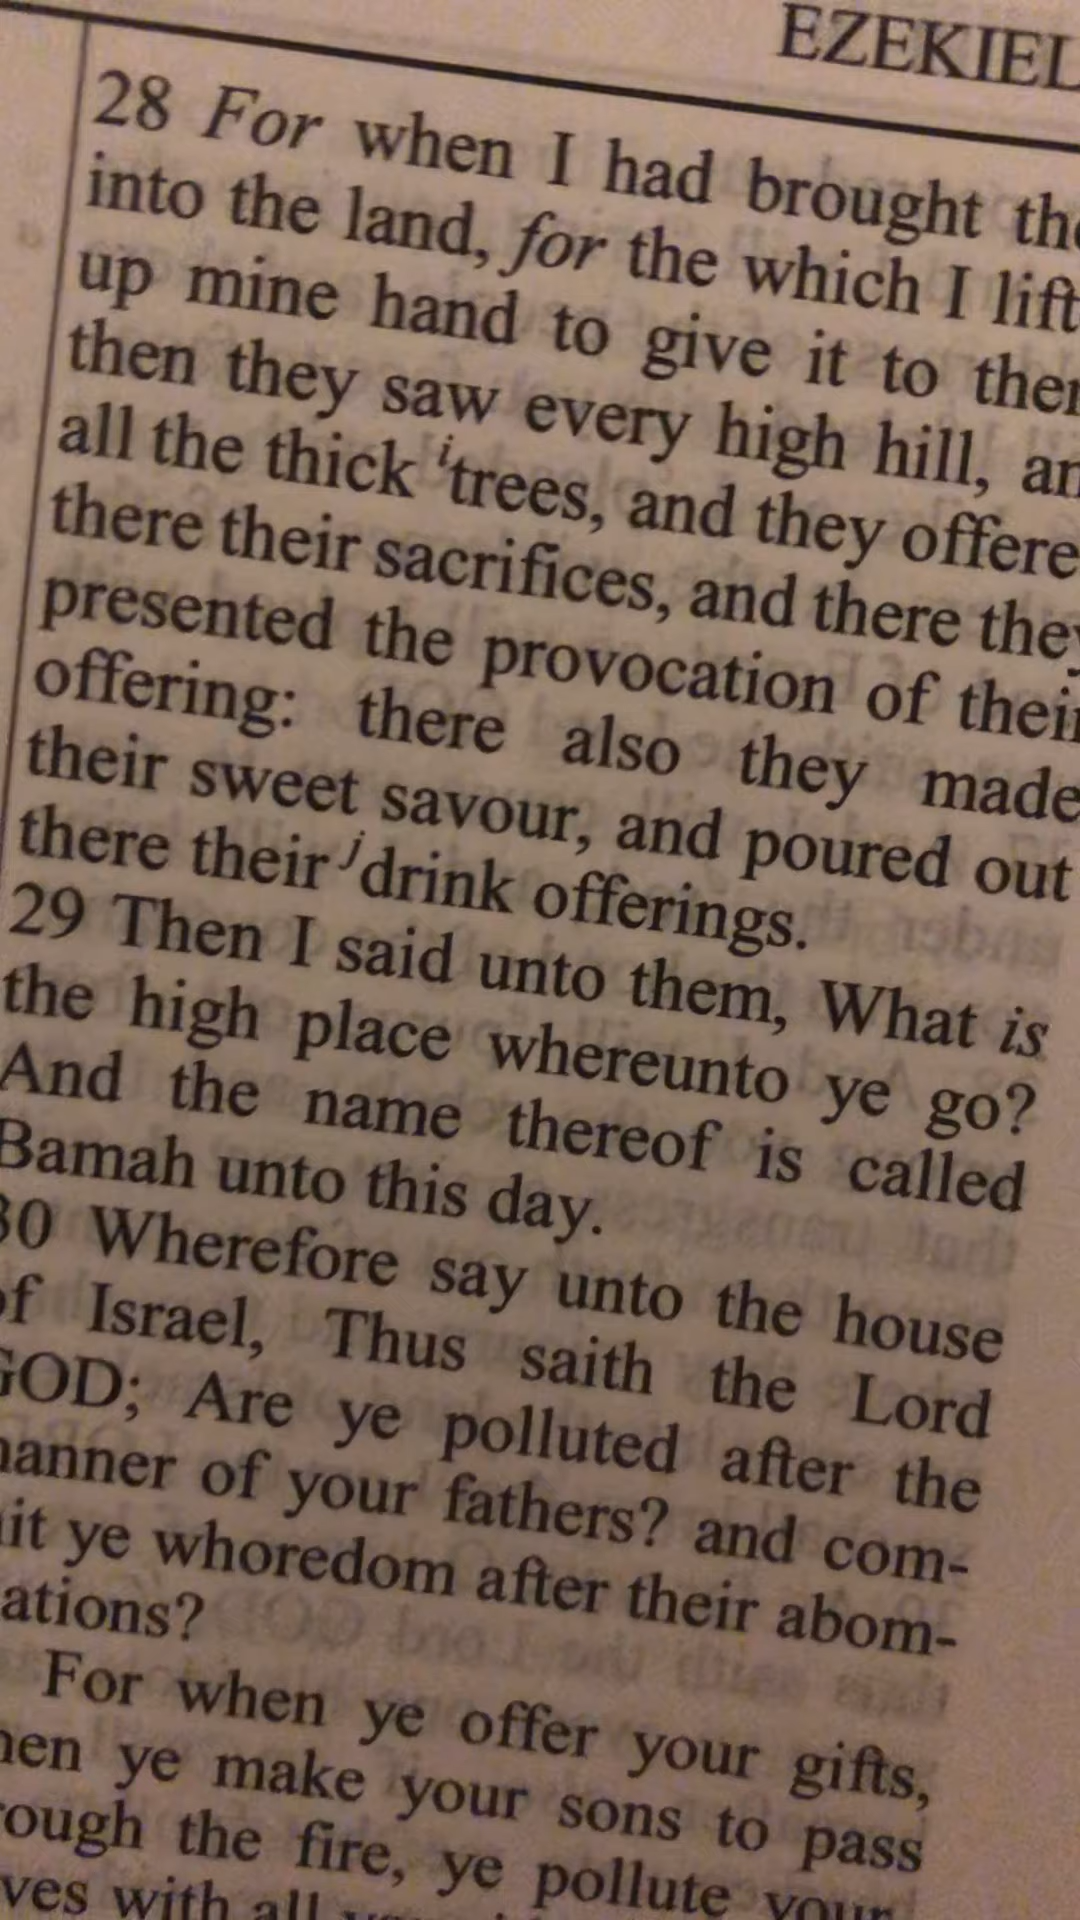 EZEKIEL
28 For when I had brought the
into the land, for the which I lift
up mine hand to give it to
then they saw every high hill,
all the thick i trees, and they offere
there their sacrifices, and there they
presented the provocation of their
offering: there also they made
their sweet savour, and poured out
there their j drink offerings.
29 Then I said unto them, What is
the high place whereunto ye go?
And the name thereof is called
Bamah unto this day.
30 Wherefore say unto the house
of Israel, Thus saith the Lord
GOD; Are ye polluted after the
manner of your fathers? and com-
it ye whoredom after their abom-
ations?
For when ye offer your gifts,
hen ye make your sons to pass
rough the fire, ye pollute your
ves with all